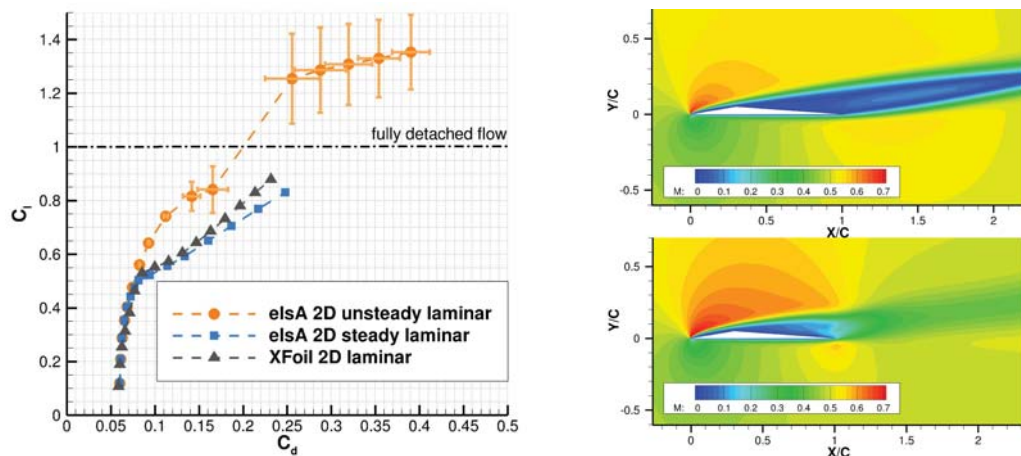 1.4
1.2
1
0.8
0.6
0.4
0.2
0
C_l
fully detached flow
elsA 2D unsteady laminar
elsA 2D steady laminar
XFoil 2D laminar
0 0.05 0.1 0.15 0.2 0.25 0.3 0.35 0.4 0.45 0.5
C_d
0.5
0
-0.5
Y/C
M: 0 0.1 0.2 0.3 0.4 0.5 0.6 0.7
0 0.5 1 1.5 2
X/C
0.5
0
-0.5
Y/C
M: 0 0.1 0.2 0.3 0.4 0.5 0.6 0.7
0 0.5 1 1.5 2
X/C